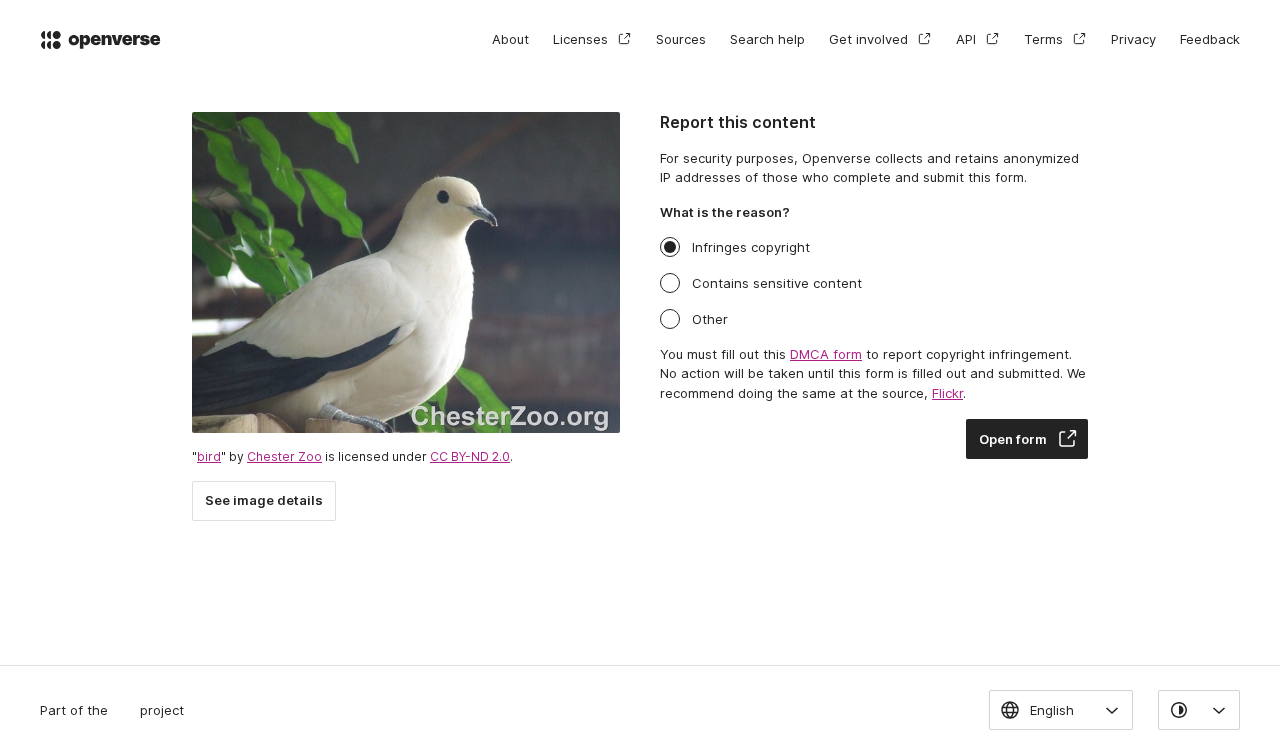 openverse
About
Licenses
Sources
Search help
Get involved
API
Terms
Privacy
Feedback
ChesterZoo.org
"bird" by Chester Zoo is licensed under CC BY-ND 2.0.
See image details
Report this content
For security purposes, Openverse collects and retains anonymized
IP addresses of those who complete and submit this form.
What is the reason?
Infringes copyright
Contains sensitive content
Other
You must fill out this DMCA form to report copyright infringement.
No action will be taken until this form is filled out and submitted. We
recommend doing the same at the source, Flickr.
Open form
Part of the project
English